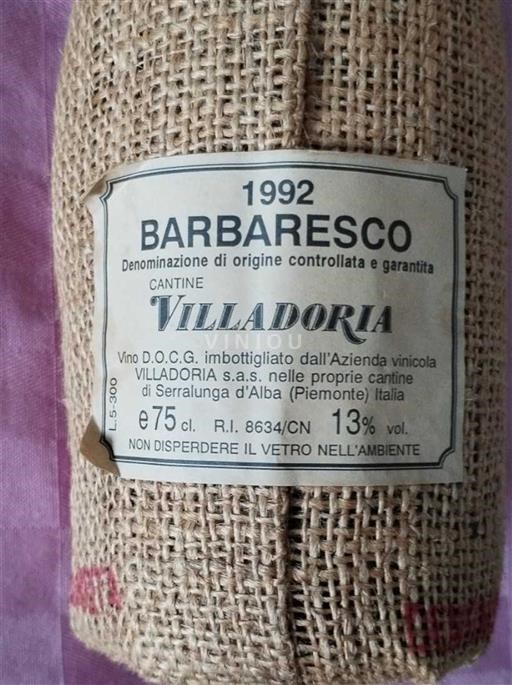 1992
BARBARESCO
Denominazione di origine controllata e garantita
CANTINE
VILLADORIA
VINIOU
Vino D.O.C.G. imbottigliato dall'Azienda vinicola
VILLADORIA s.a.s. nelle proprie cantine
di Serralunga d'Alba (Piemonte) Italia
L.5-300
e 75 cl. R.I. 8634/CN 13% vol.
NON DISPERDERE IL VETRO NELL'AMBIENTE